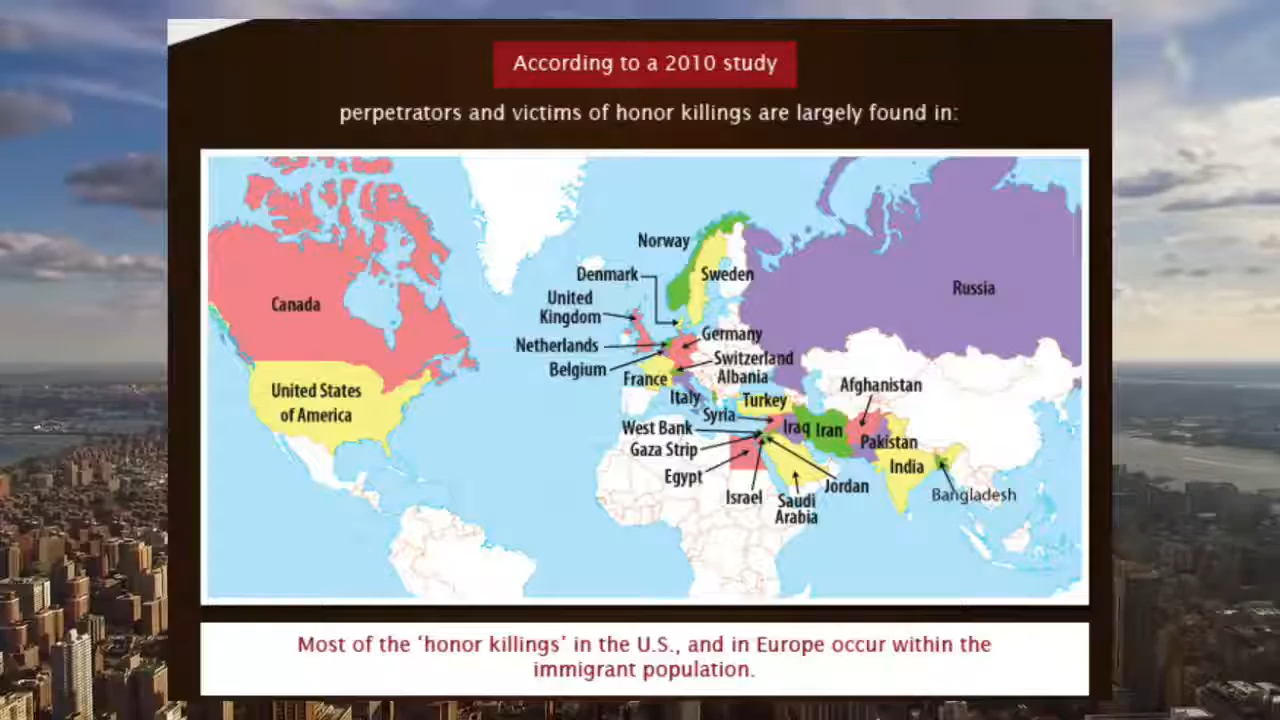 According to a 2010 study
perpetrators and victims of honor killings are largely found in:
Norway
Denmark
Sweden
Russia
United
Kingdom
Canada
Germany
Netherlands
Switzerland
Belgium
Albania
France
Afghanistan
United States
of America
Italy
Turkey
Syria
West Bank
Iraq
Iran
Pakistan
Gaza Strip
India
Egypt
Jordan
Israel
Saudi
Arabia
Bangladesh
Most of the ‘honor killings’ in the U.S., and in Europe occur within the
immigrant population.